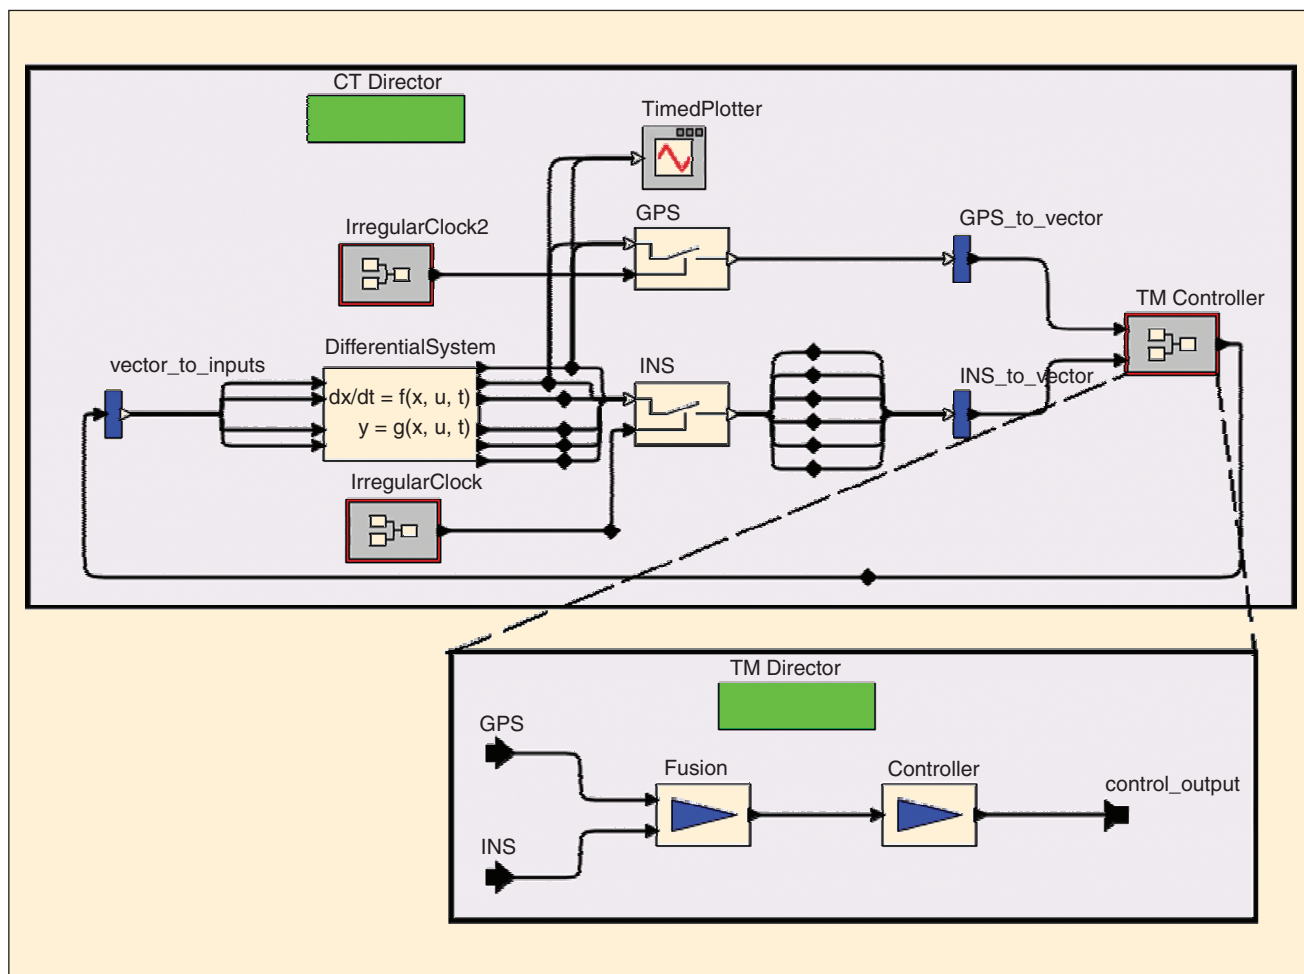 CT Director
TimedPlotter
IrregularClock2
GPS
GPS_to_vector
TM Controller
vector_to_inputs
DifferentialSystem
dx/dt = f(x, u, t)
y = g(x, u, t)
INS
INS_to_vector
IrregularClock
TM Director
GPS
Fusion
Controller
control_output
INS